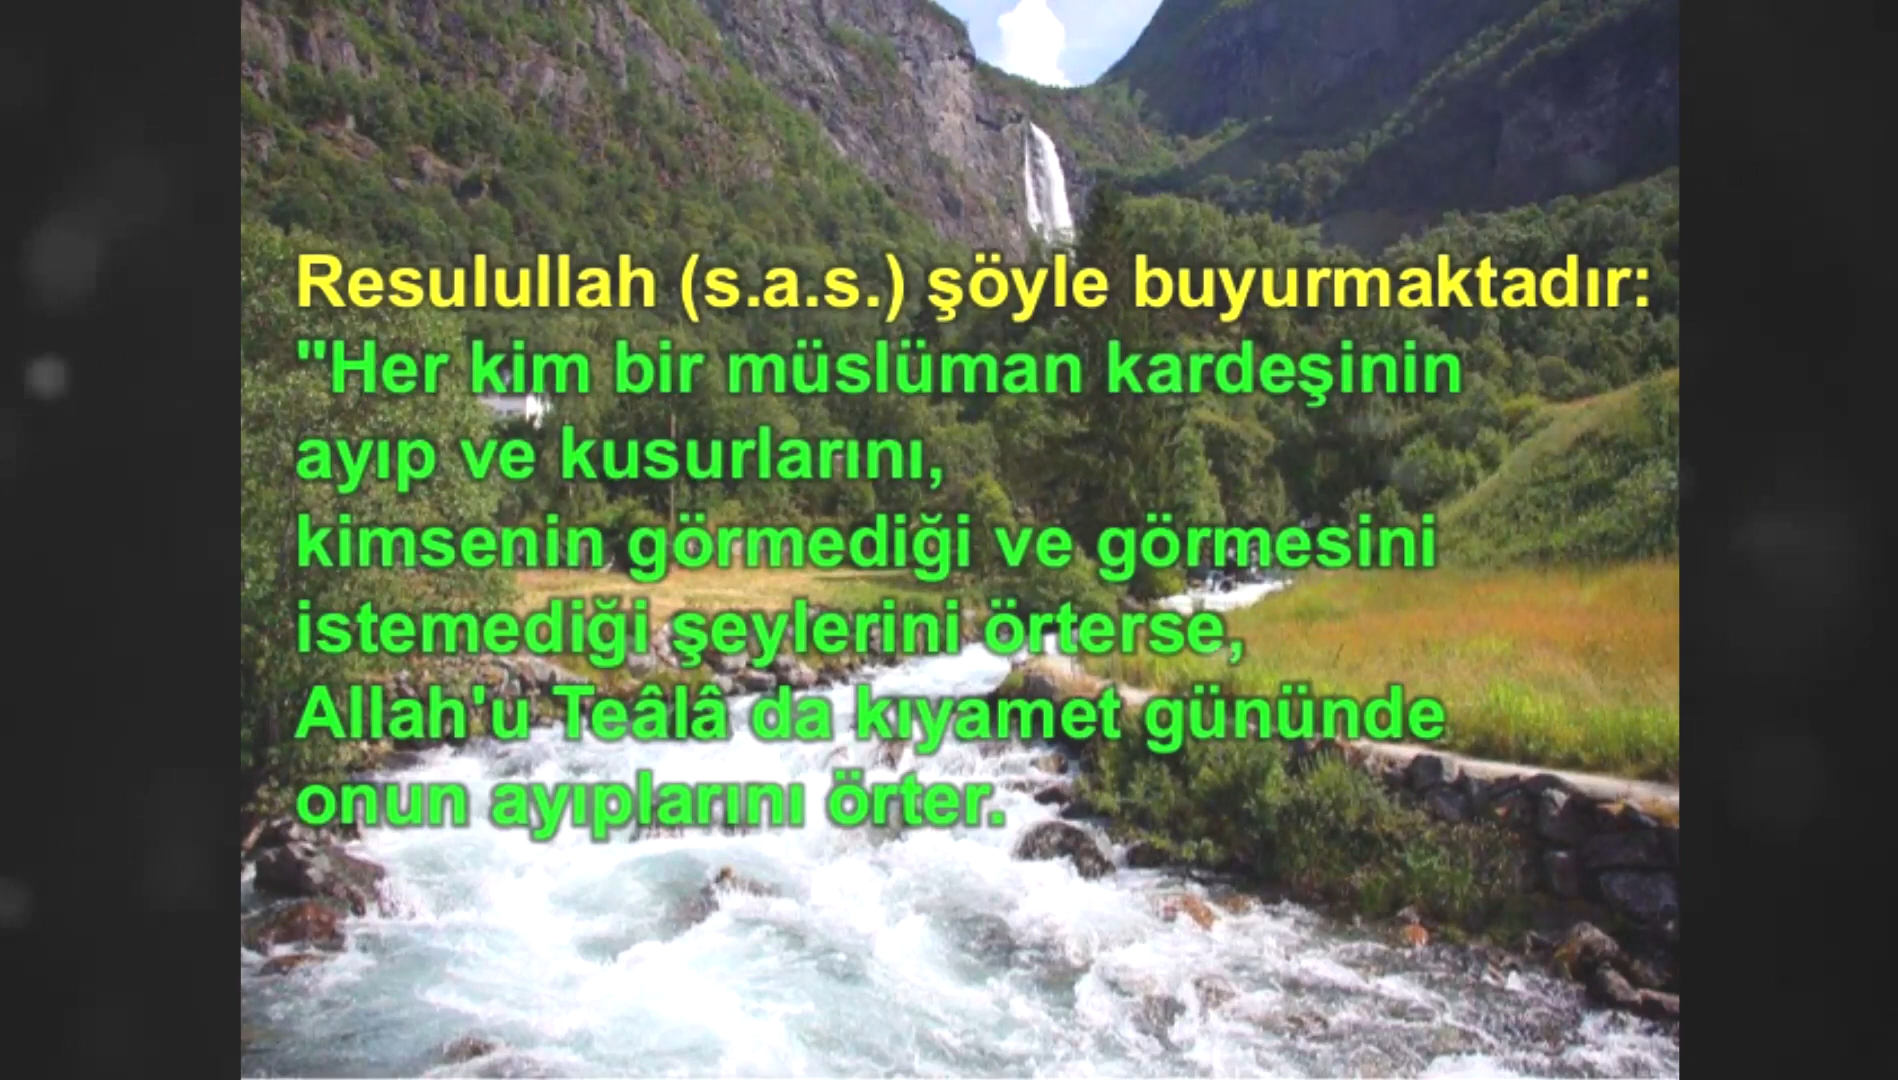 Resulullah (s.a.s.) şöyle buyurmaktadır:
"Her kim bir müslüman kardeşinin
ayıp ve kusurlarını,
kimsenin görmediği ve görmesini
istemediği şeylerini örterse,
Allah'u Teâlâ da kıyamet gününde
onun ayıplarını örter.